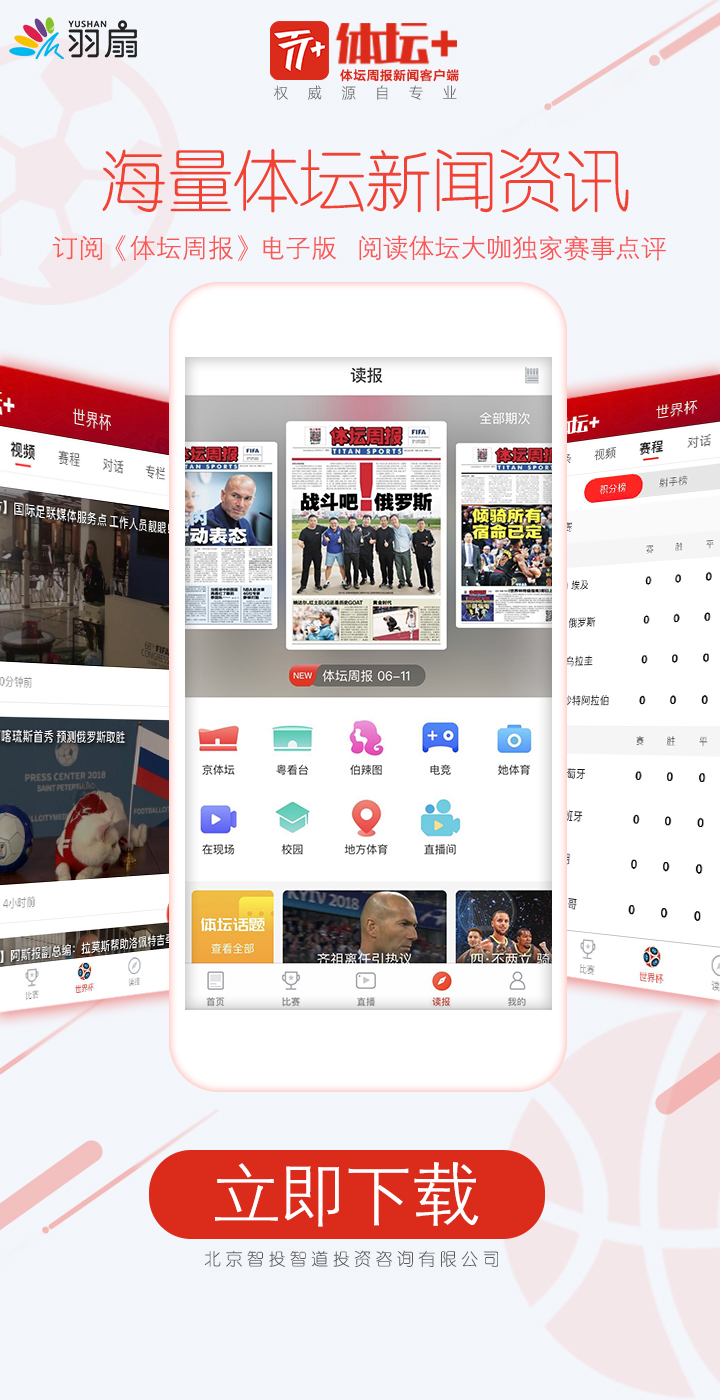 YUSHAN
羽扇
体坛+
体坛周报新闻客户端
权威源自专业
海量体坛新闻资讯
订阅《体坛周报》电子版 阅读体坛大咖独家赛事点评
读报
全部期次
体坛周报
TITAN SPORTS
FIFA
战斗吧！俄罗斯
动表态
倾骑所有
宿命已定
NEW 体坛周报 06-11
京体坛 粤看台 伯辣图 电竞 她体育
在现场 校园 地方体育 直播间
体坛话题
查看全部
KYIV 2018
齐祖离任引热议
四·不两立 骑
首页 比赛 直播 读报 我的
世界杯
视频 赛程 对话 专栏
】国际足联媒体服务点 工作人员靓眼
0分钟前
喀琉斯首秀 预测俄罗斯取胜
PRESS CENTER 2018
SAINT PETERSBURG
4小时前
】阿斯报副总编：拉莫斯帮助洛佩特吉
比赛 世界杯 读报
坛+
世界杯
视频 赛程 对话
积分榜 射手榜
赛 胜 平
埃及 0 0 0
俄罗斯 0 0 0
乌拉圭 0 0 0
沙特阿拉伯 0 0 0
赛 胜 平
萄牙 0 0 0
班牙 0 0 0
0 0 0
哥 0 0 0
比赛 世界杯
立即下载
北京智投智道投资咨询有限公司